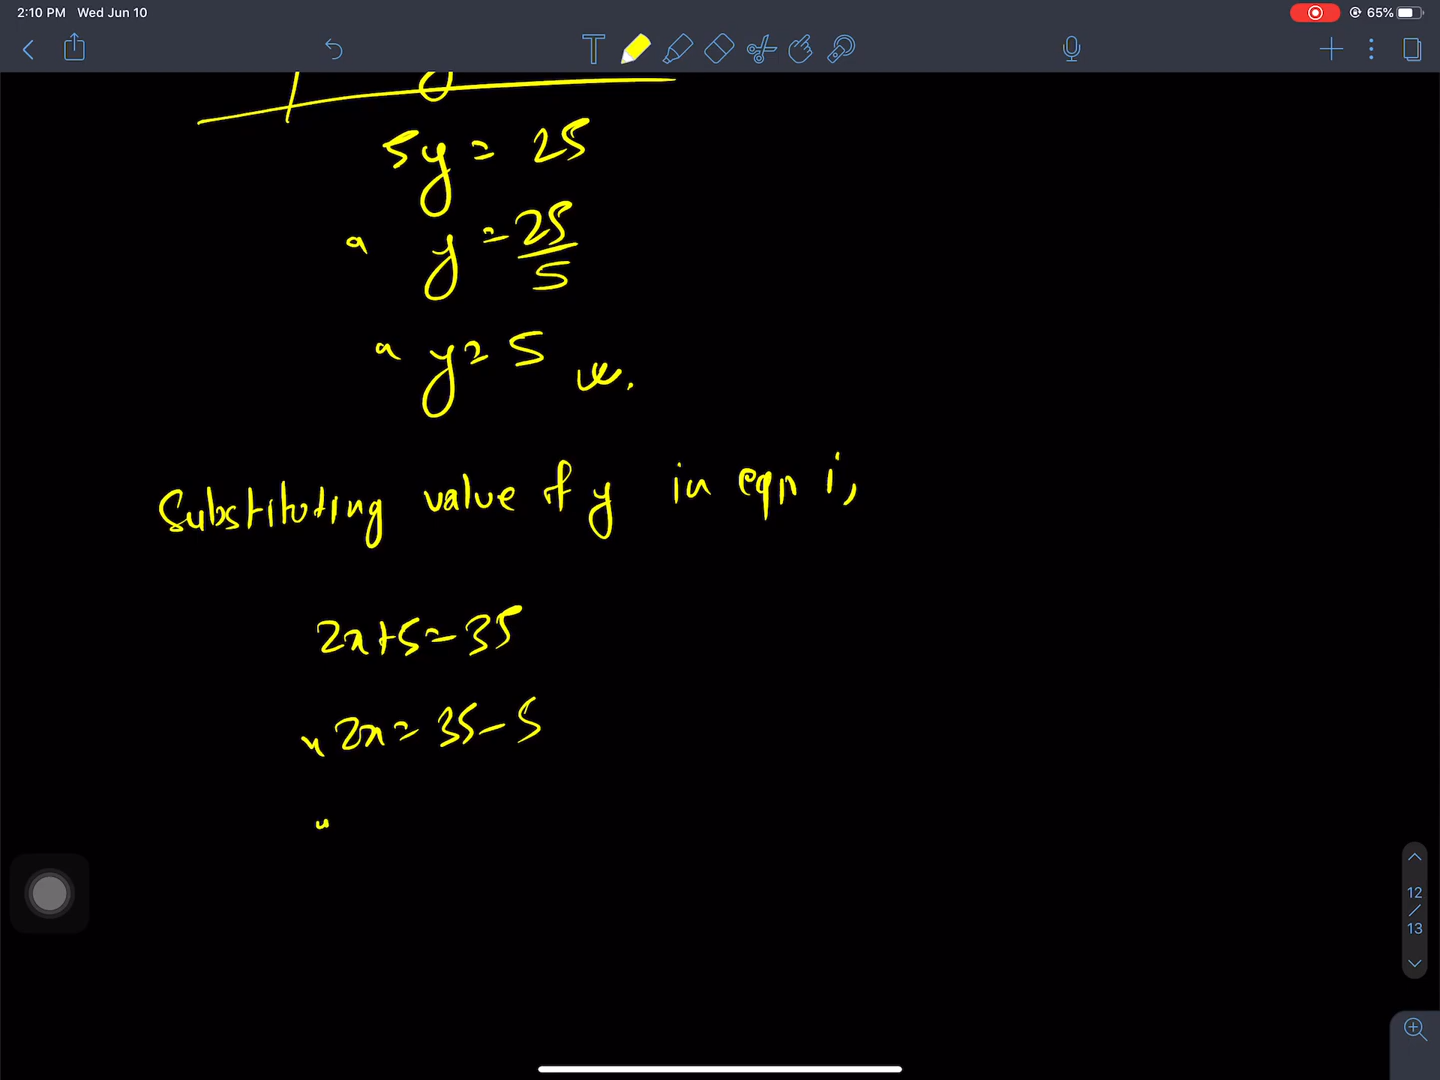 2:10 PM Wed Jun 10
65%
T
5y = 25
y = 25/5
y = 5
Substituting value of y in eqn i,
2x+5=35
2x = 35-5
12
/
13